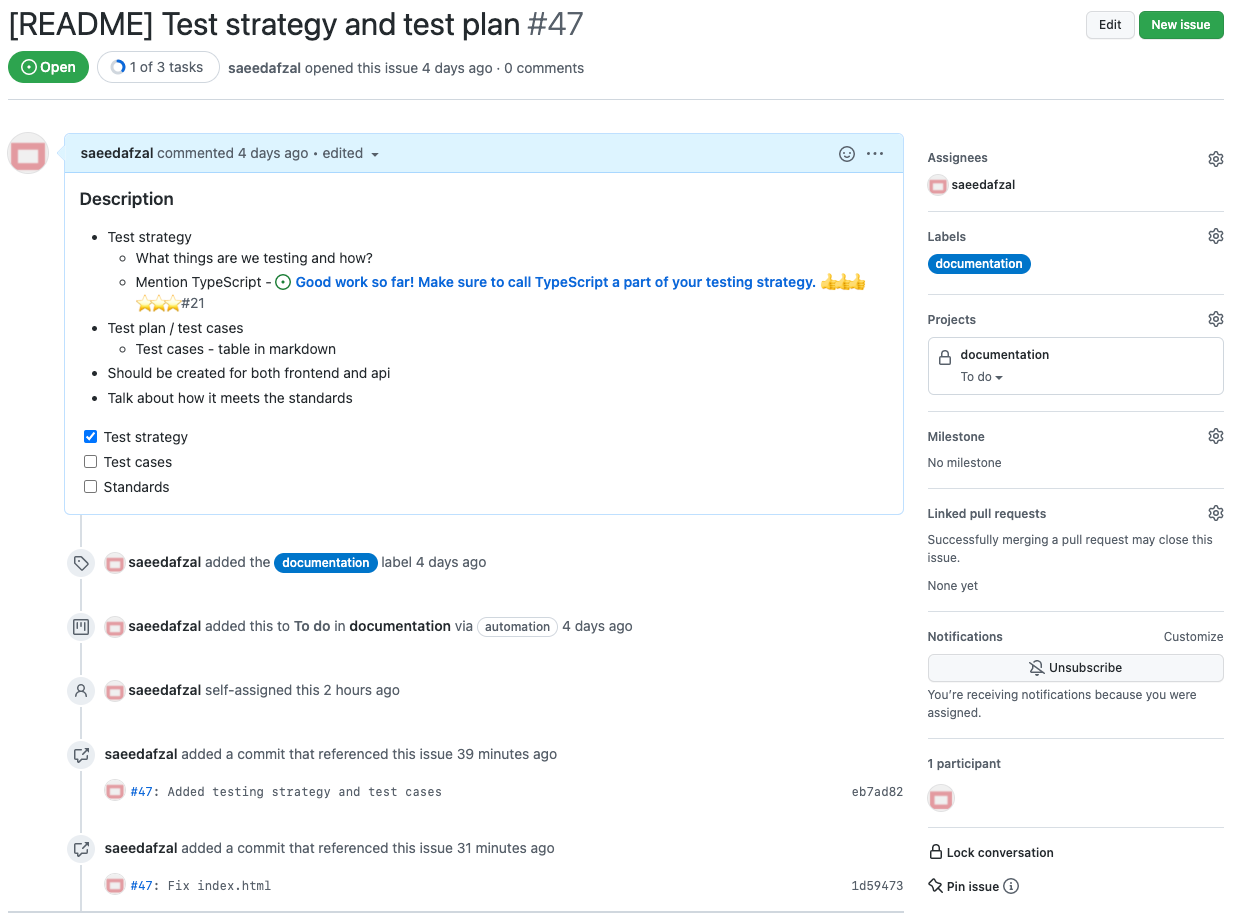 [README] Test strategy and test plan #47
Edit
New issue
Open
1 of 3 tasks
saeedafzal opened this issue 4 days ago · 0 comments
saeedafzal commented 4 days ago • edited
Description
Test strategy
What things are we testing and how?
Mention TypeScript - Good work so far! Make sure to call TypeScript a part of your testing strategy. 👍👍👍
⭐⭐⭐#21
Test plan / test cases
Test cases - table in markdown
Should be created for both frontend and api
Talk about how it meets the standards
Test strategy
Test cases
Standards
saeedafzal added the documentation label 4 days ago
saeedafzal added this to To do in documentation via automation 4 days ago
saeedafzal self-assigned this 2 hours ago
saeedafzal added a commit that referenced this issue 39 minutes ago
#47: Added testing strategy and test cases eb7ad82
saeedafzal added a commit that referenced this issue 31 minutes ago
#47: Fix index.html 1d59473
Assignees
saeedafzal
Labels
documentation
Projects
documentation
To do
Milestone
No milestone
Linked pull requests
Successfully merging a pull request may close this
issue.
None yet
Notifications
Customize
Unsubscribe
You're receiving notifications because you were
assigned.
1 participant
Lock conversation
Pin issue